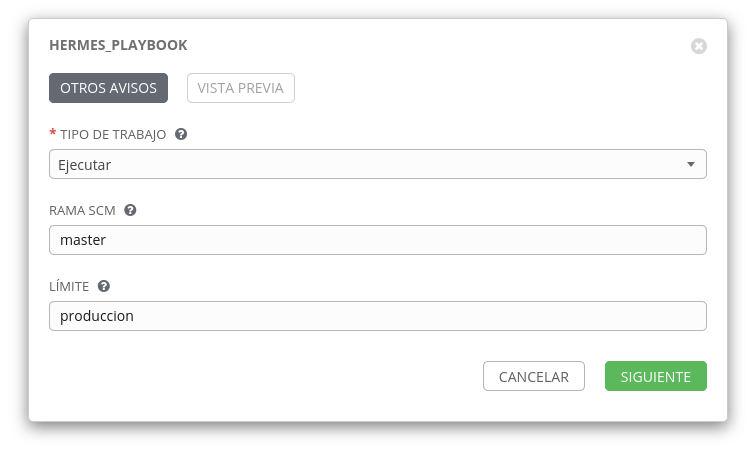 HERMES_PLAYBOOK
OTROS AVISOS
VISTA PREVIA
* TIPO DE TRABAJO ?
Ejecutar
RAMA SCM ?
master
LÍMITE ?
produccion
CANCELAR
SIGUIENTE